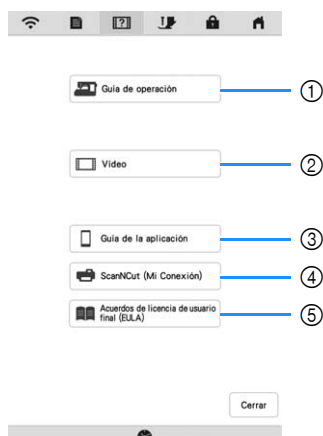 Guía de operación
①
Vídeo
②
Guía de la aplicación
③
ScanNCut (Mi Conexión)
④
Acuerdos de licencia de usuario
final (EULA)
⑤
Cerrar